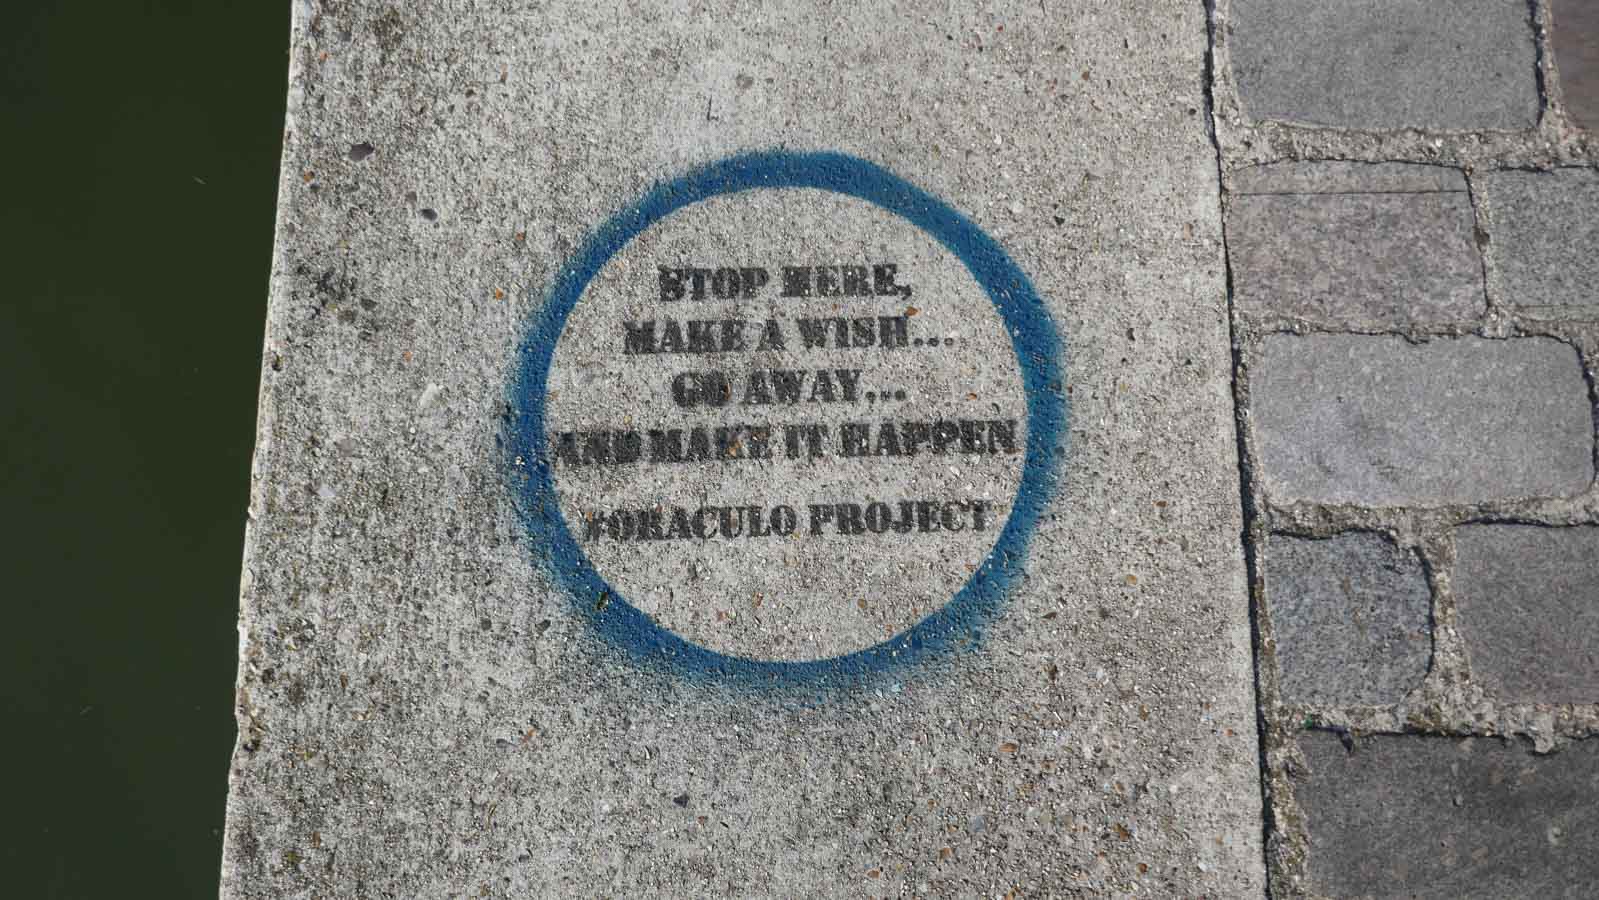 STOP HERE,
MAKE A WISH...
GO AWAY...
AND MAKE IT HAPPEN
#ORACULO PROJECT